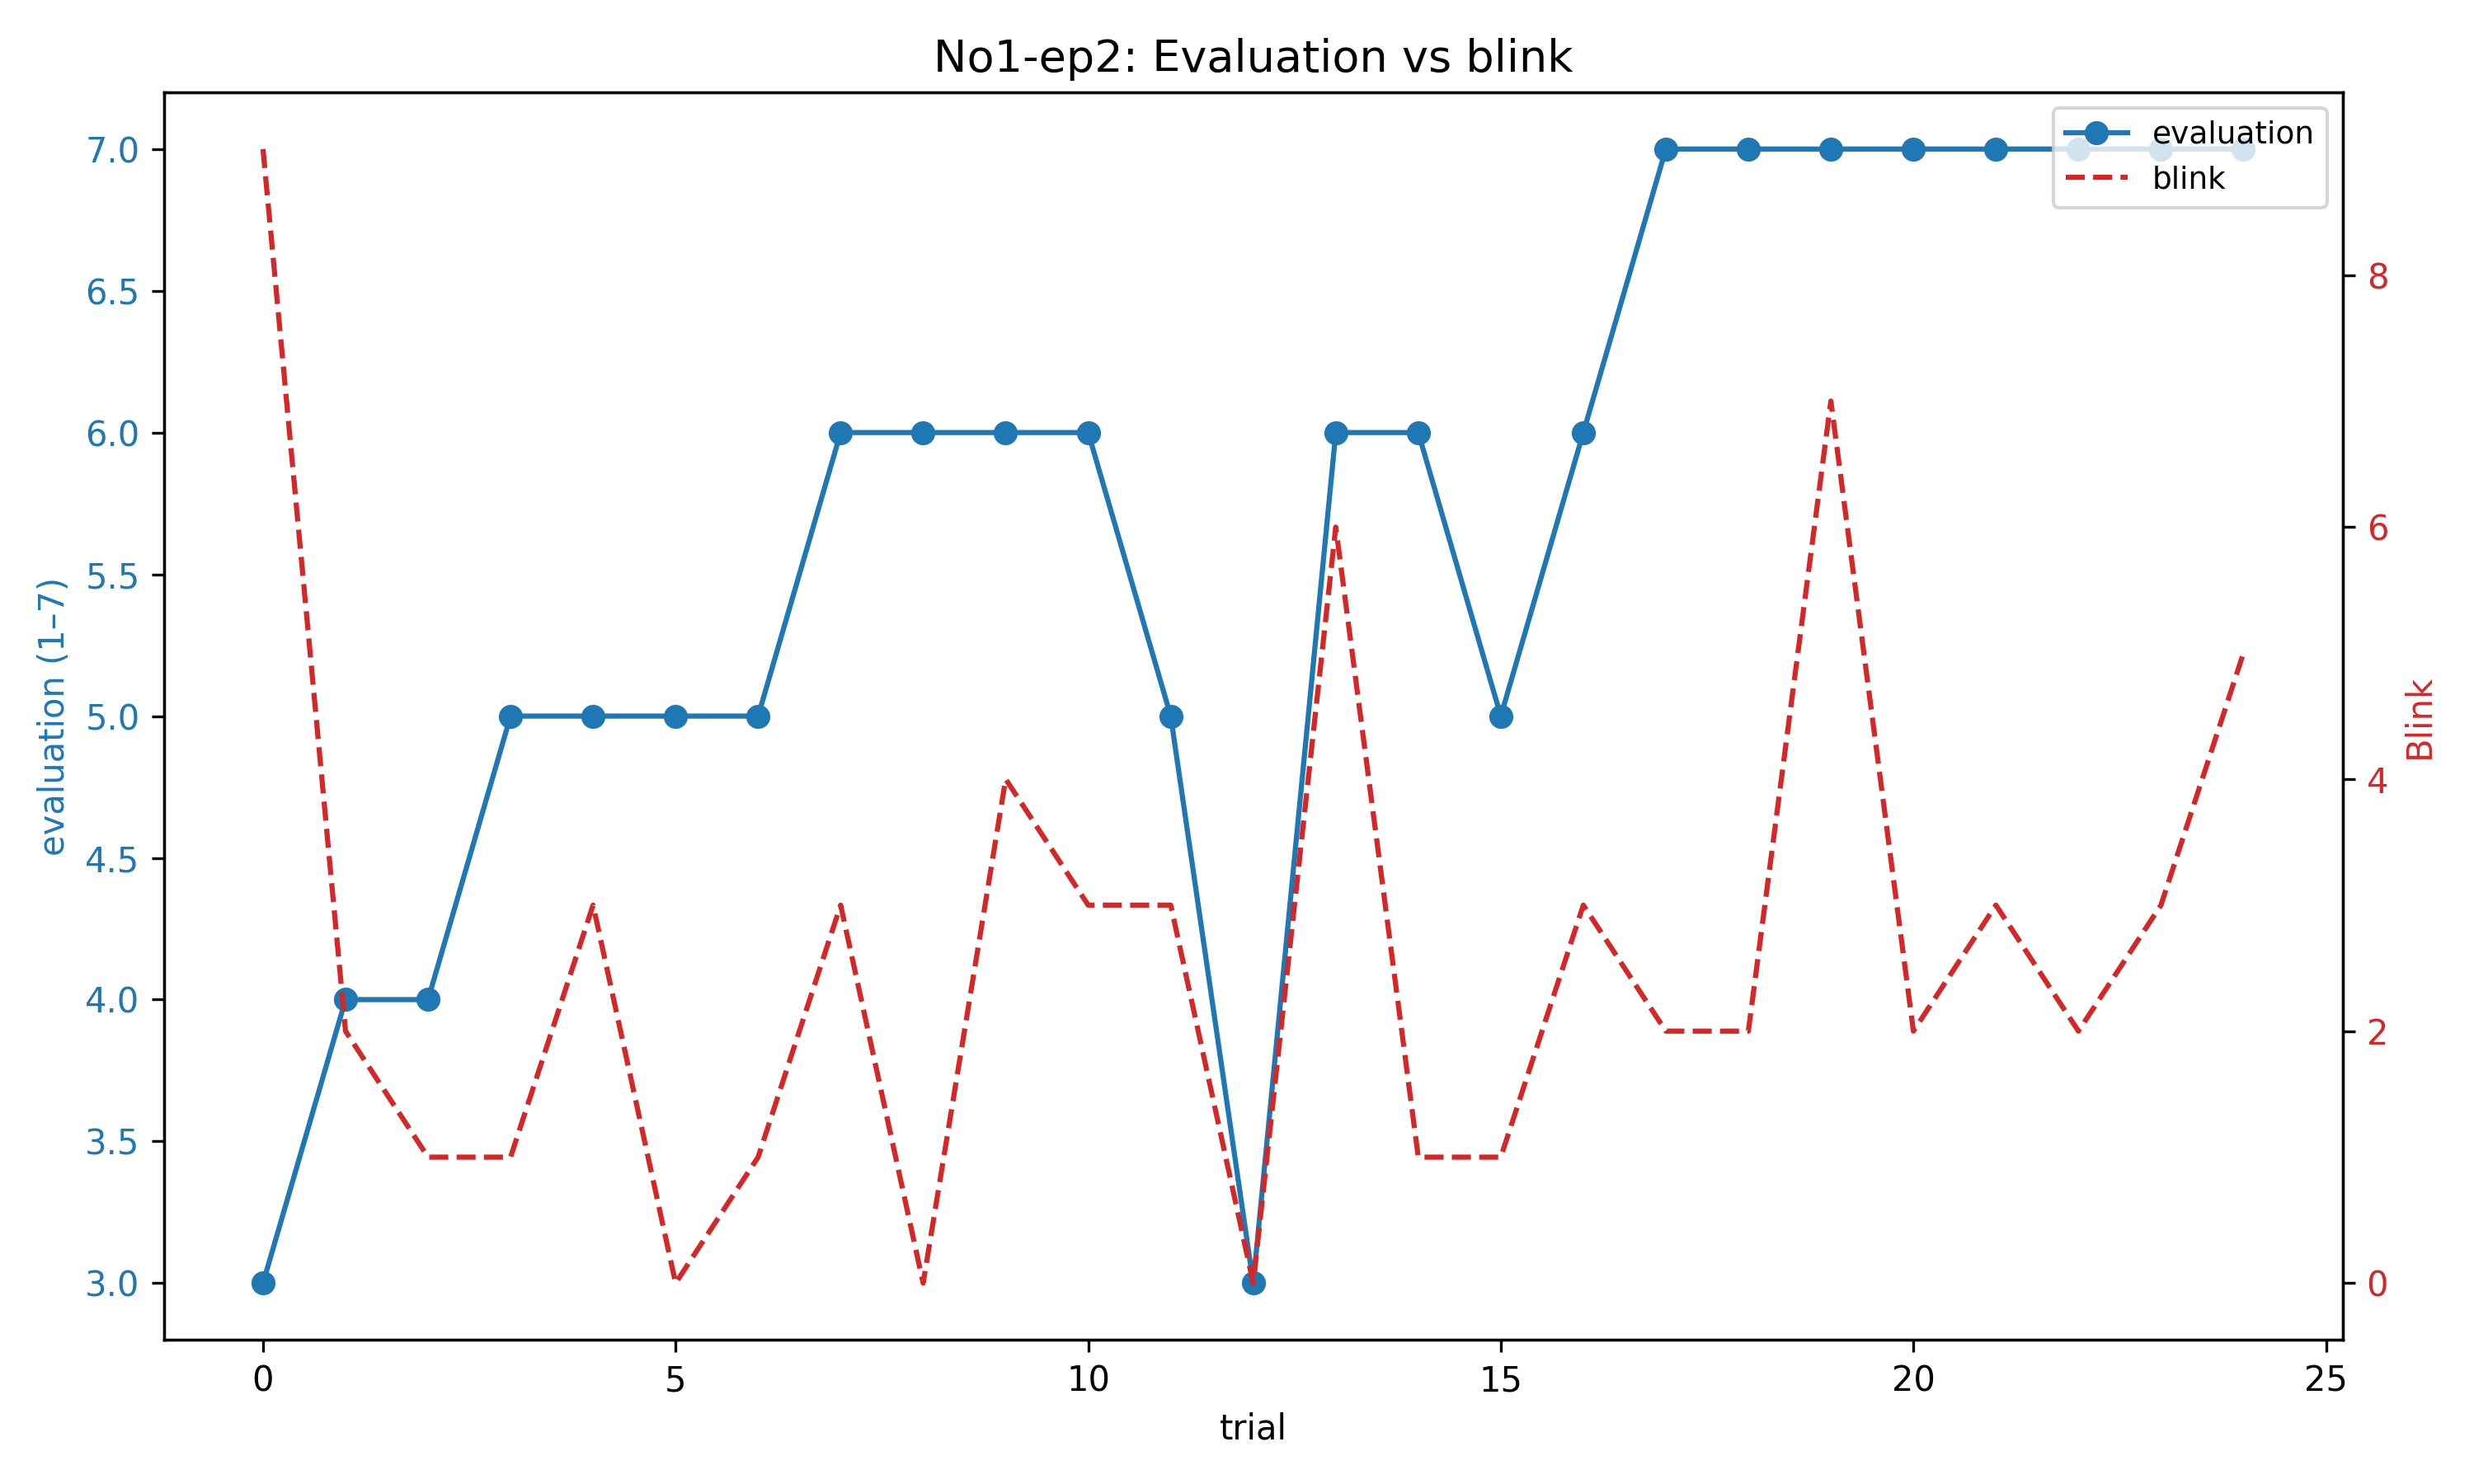 No1-ep2: Evaluation vs blink
evaluation
blink
7.0
6.5
6.0
5.5
5.0
4.5
4.0
3.5
3.0
evaluation (1–7)
8
6
4
2
0
Blink
0 5 10 15 20 25
trial